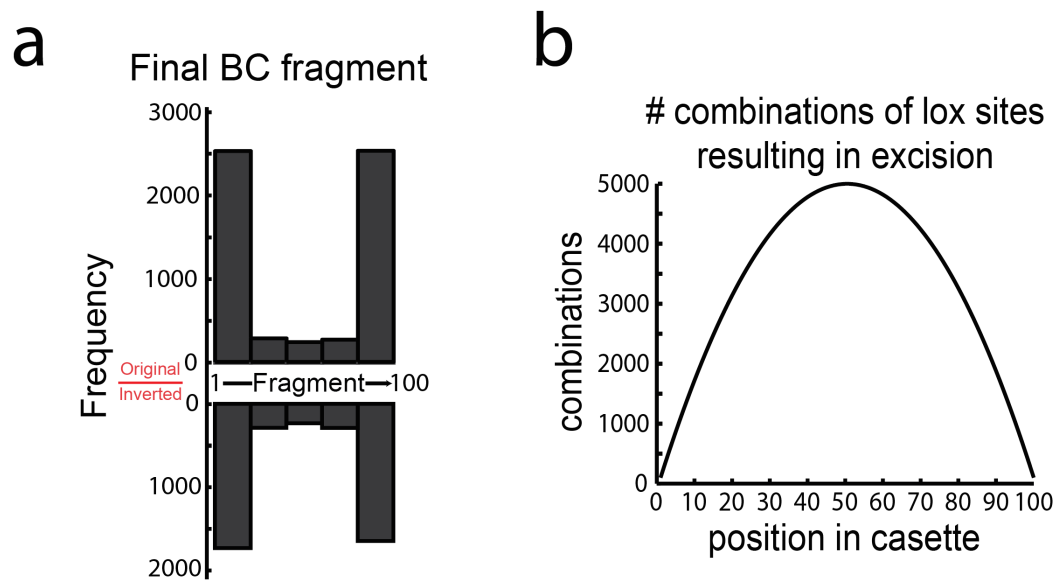 a
Final BC fragment
3000
2000
1000
0
Frequency
Original
Inverted
1 Fragment 100
0
1000
2000
b
# combinations of lox sites
resulting in excision
5000
4000
3000
2000
1000
0
combinations
0 10 20 30 40 50 60 70 80 90 100
position in casette